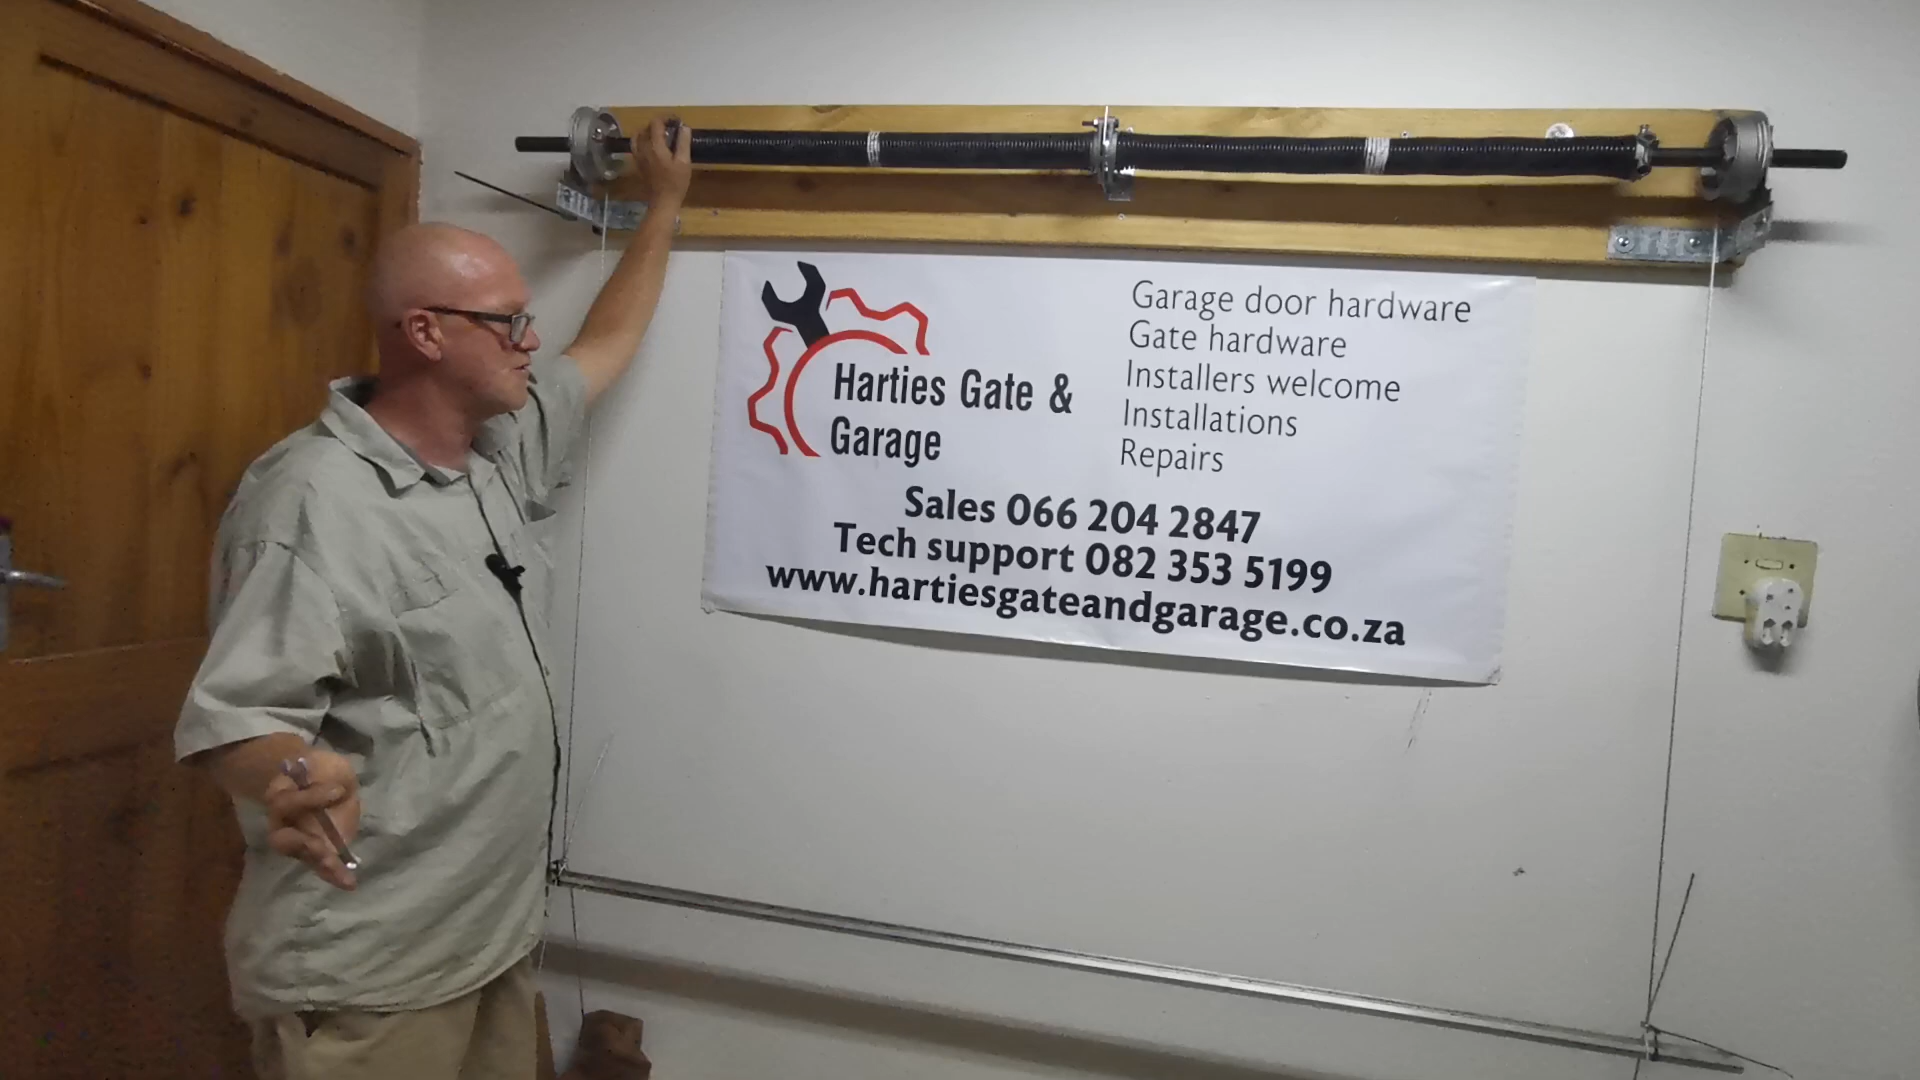 Harties Gate &
Garage
Garage door hardware
Gate hardware
Installers welcome
Installations
Repairs
Sales 066 204 2847
Tech support 082 353 5199
www.hartiesgateandgarage.co.za